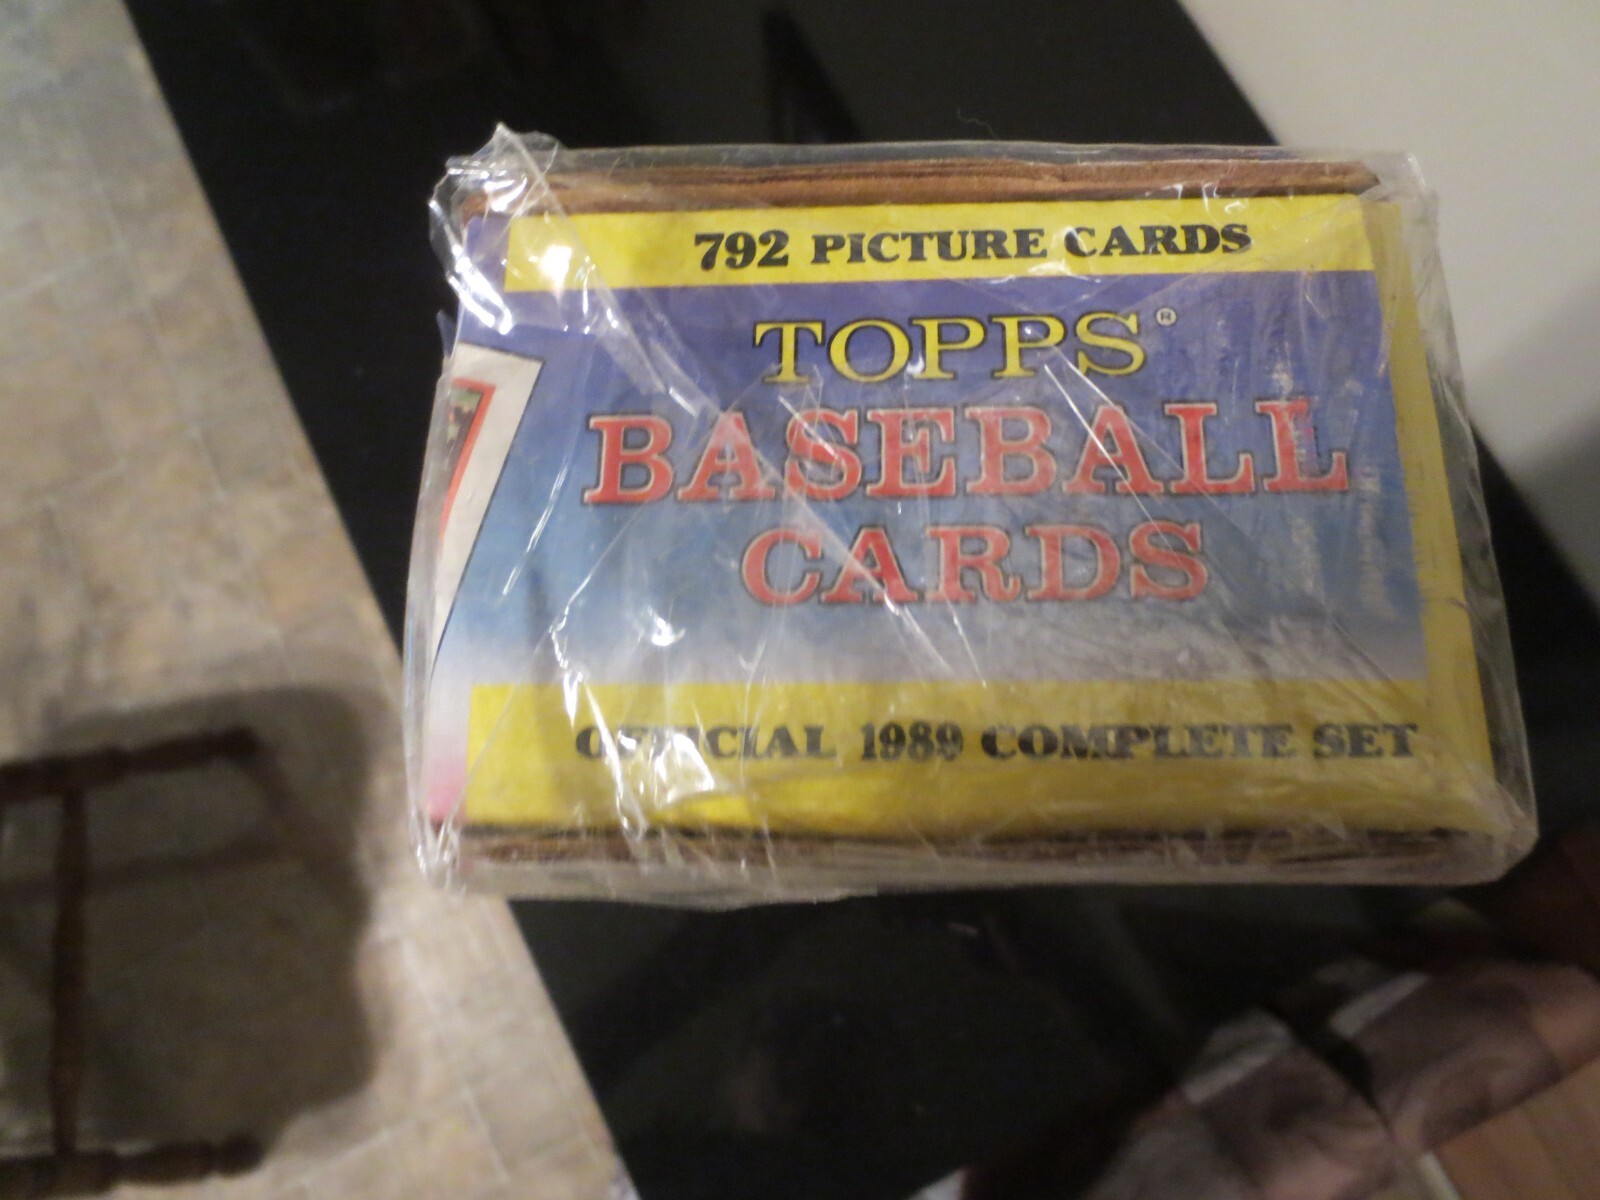 792 PICTURE CARDS
TOPPS®
BASEBALL
CARDS
OFFICIAL 1989 COMPLETE SET